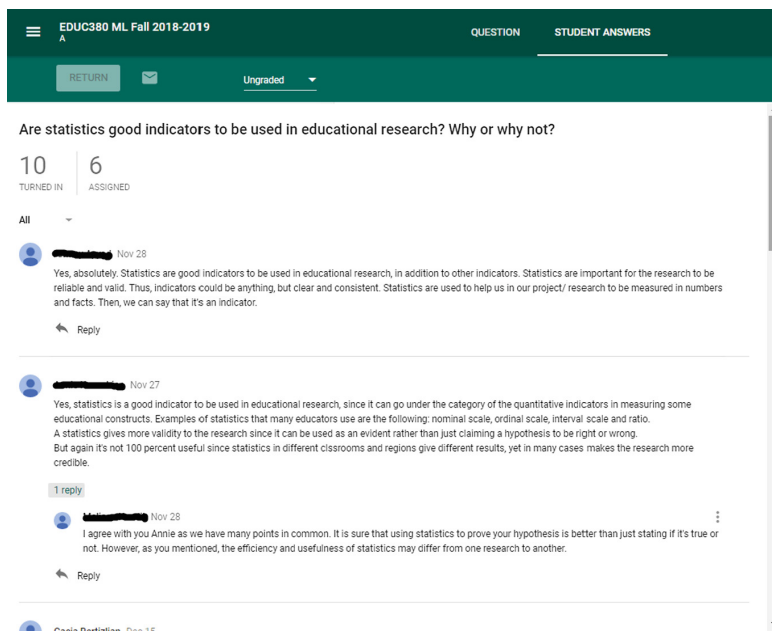 EDUC380 ML Fall 2018-2019
A
QUESTION
STUDENT ANSWERS
RETURN
Ungraded
Are statistics good indicators to be used in educational research? Why or why not?
10
TURNED IN
6
ASSIGNED
All
Nov 28
Yes, absolutely. Statistics are good indicators to be used in educational research, in addition to other indicators. Statistics are important for the research to be
reliable and valid. Thus, indicators could be anything, but clear and consistent. Statistics are used to help us in our project/ research to be measured in numbers
and facts. Then, we can say that it's an indicator.
Reply
Nov 27
Yes, statistics is a good indicator to be used in educational research, since it can go under the category of the quantitative indicators in measuring some
educational constructs. Examples of statistics that many educators use are the following: nominal scale, ordinal scale, interval scale and ratio.
A statistics gives more validity to the research since it can be used as an evident rather than just claiming a hypothesis to be right or wrong.
But again it's not 100 percent useful since statistics in different clssrooms and regions give different results, yet in many cases makes the research more
credible.
1 reply
Nov 28
I agree with you Annie as we have many points in common. It is sure that using statistics to prove your hypothesis is better than just stating if it's true or
not. However, as you mentioned, the efficiency and usefulness of statistics may differ from one research to another.
Reply